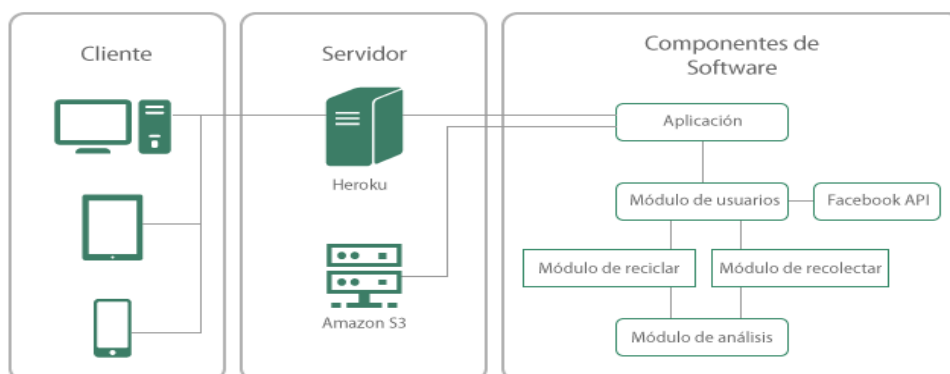 Cliente
Servidor
Componentes de
Software
Heroku
Amazon S3
Aplicación
Módulo de usuarios
Facebook API
Módulo de reciclar
Módulo de recolectar
Módulo de análisis